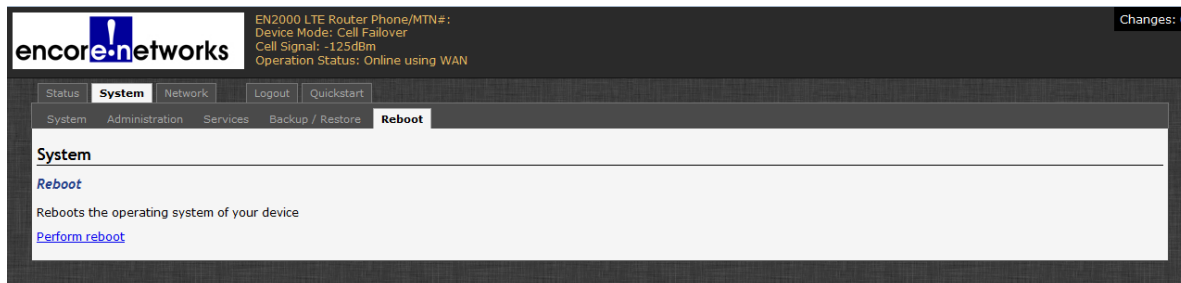 encore!networks
EN2000 LTE Router Phone/MTN#:
Device Mode: Cell Failover
Cell Signal: -125dBm
Operation Status: Online using WAN
Changes:
Status System Network Logout Quickstart
System Administration Services Backup / Restore Reboot
System
Reboot
Reboots the operating system of your device
Perform reboot